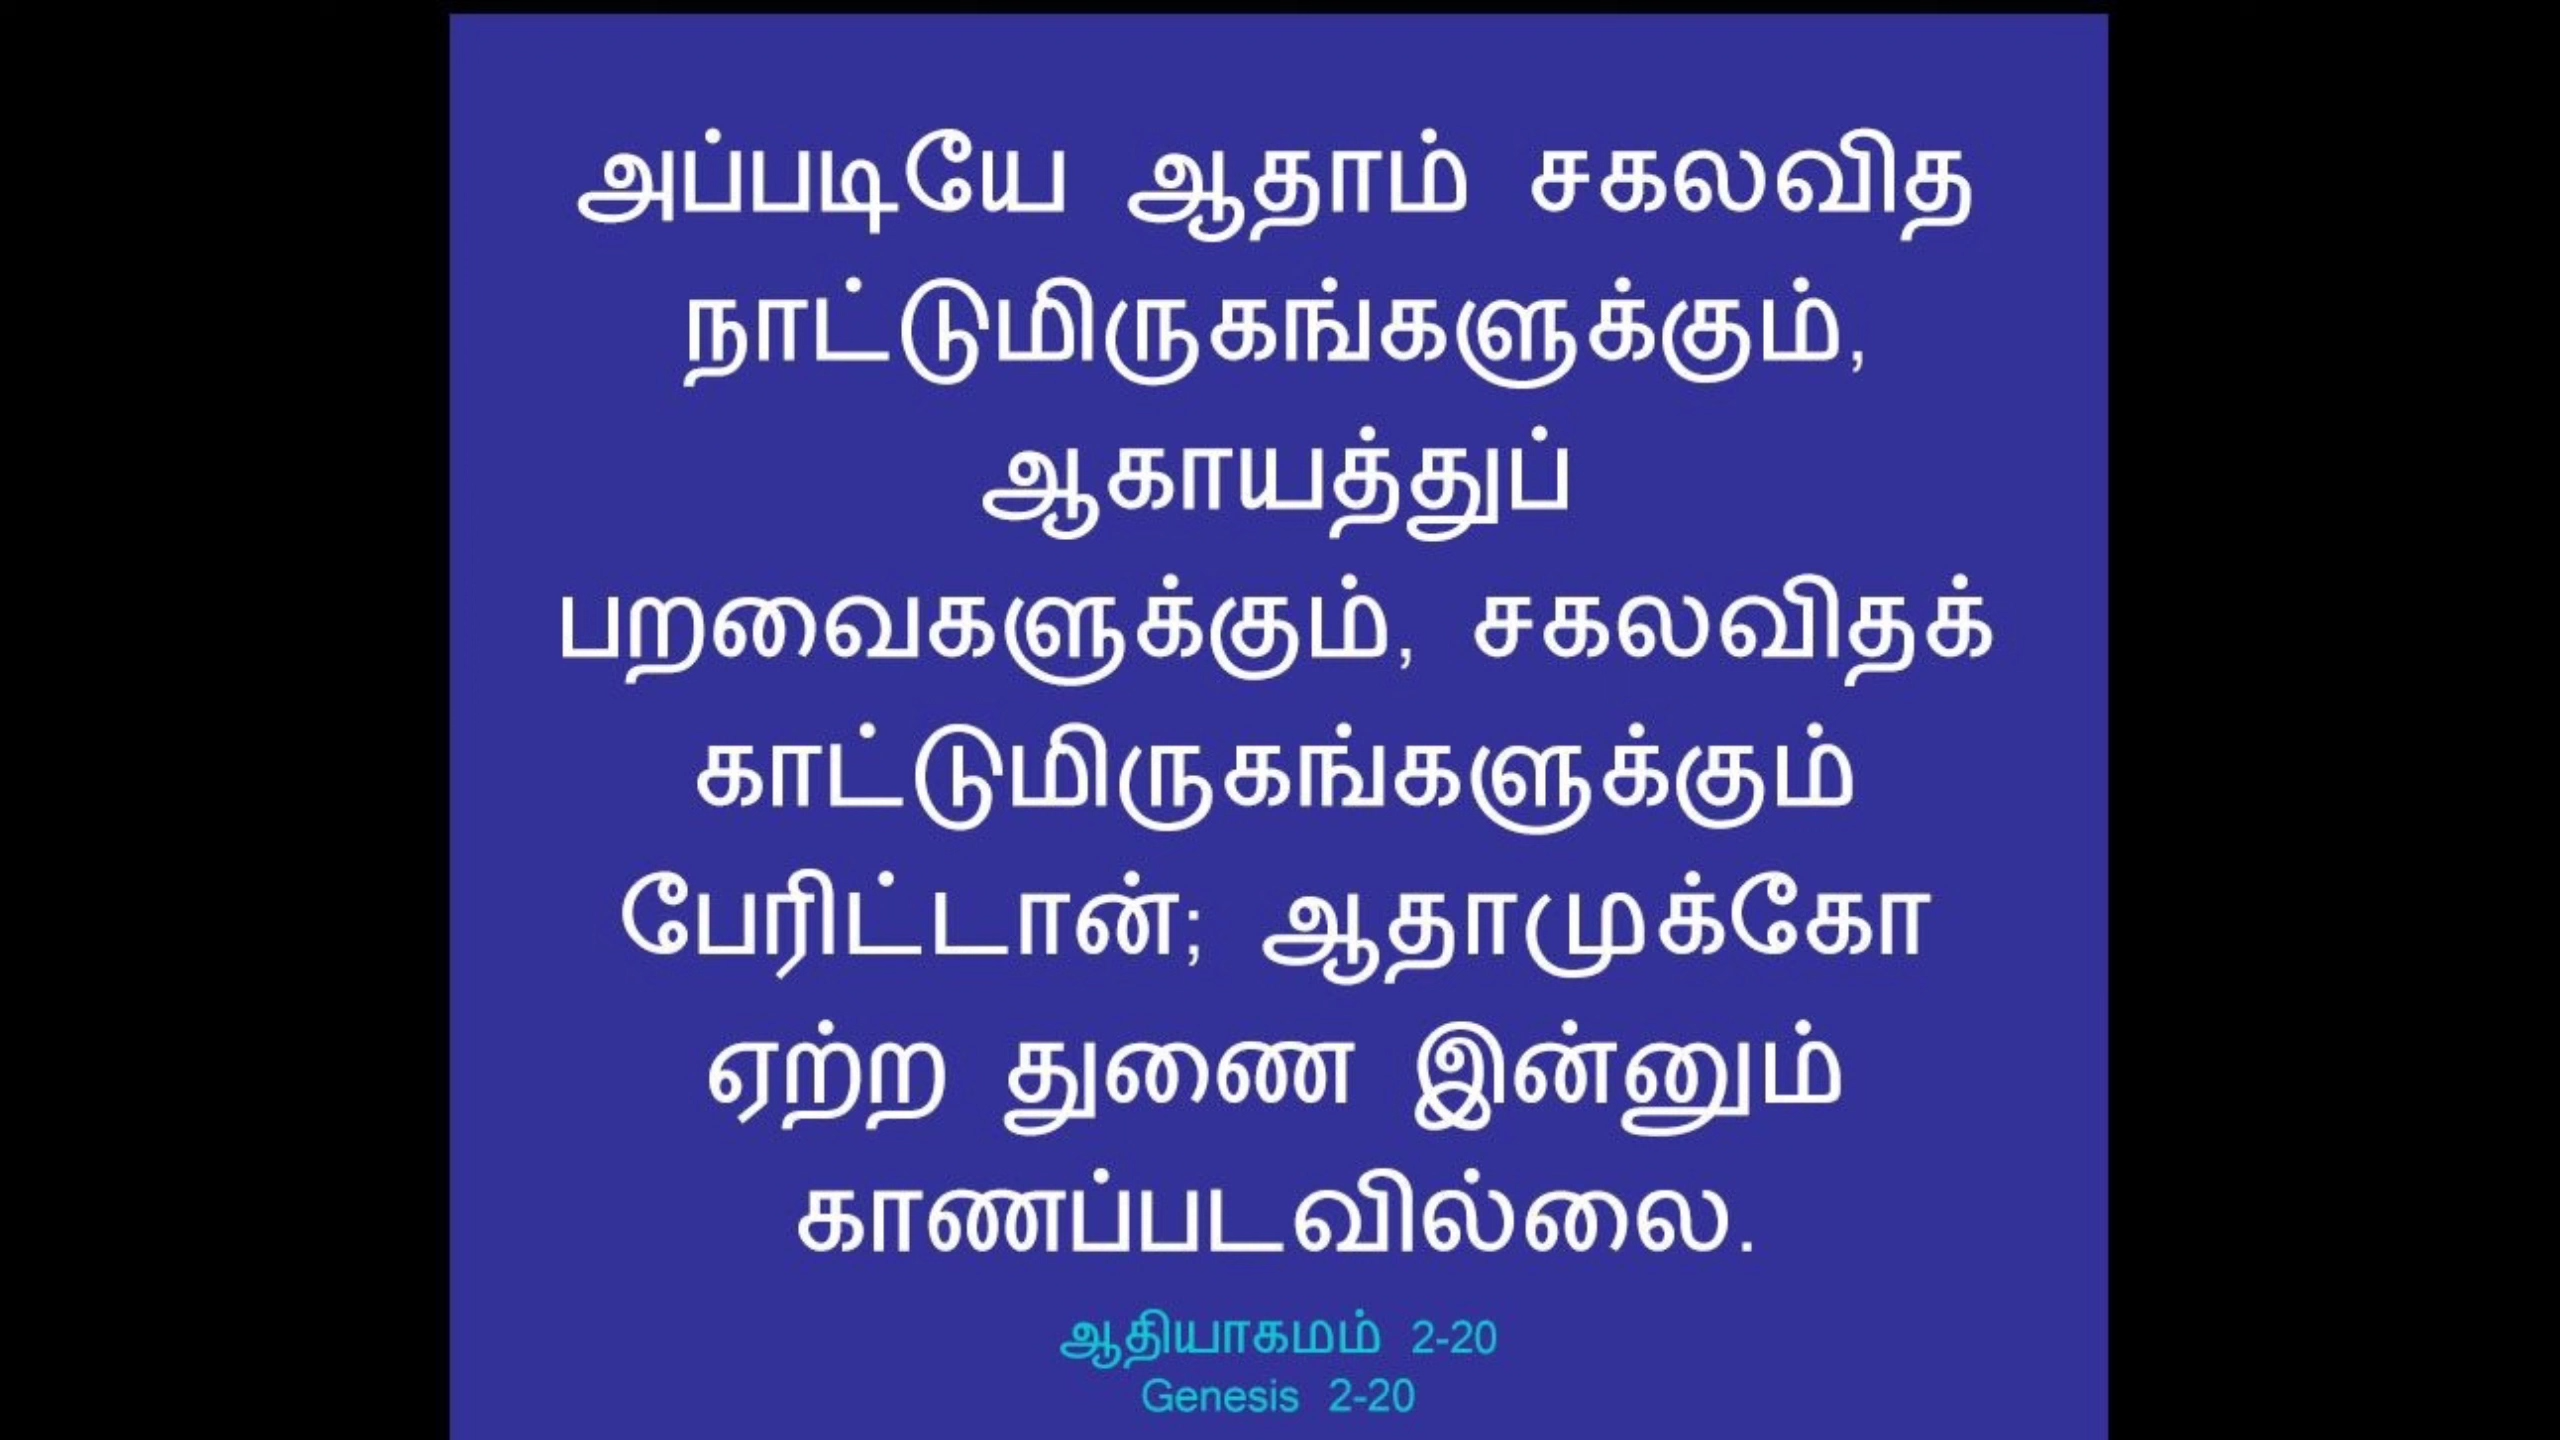 அப்படியே ஆதாம் சகலவித
நாட்டுமிருகங்களுக்கும்,
ஆகாயத்துப்
பறவைகளுக்கும், சகலவிதக்
காட்டுமிருகங்களுக்கும்
பேரிட்டான்; ஆதாமுக்கோ
ஏற்ற துணை இன்னும்
காணப்படவில்லை.
ஆதியாகமம் 2-20
Genesis 2-20